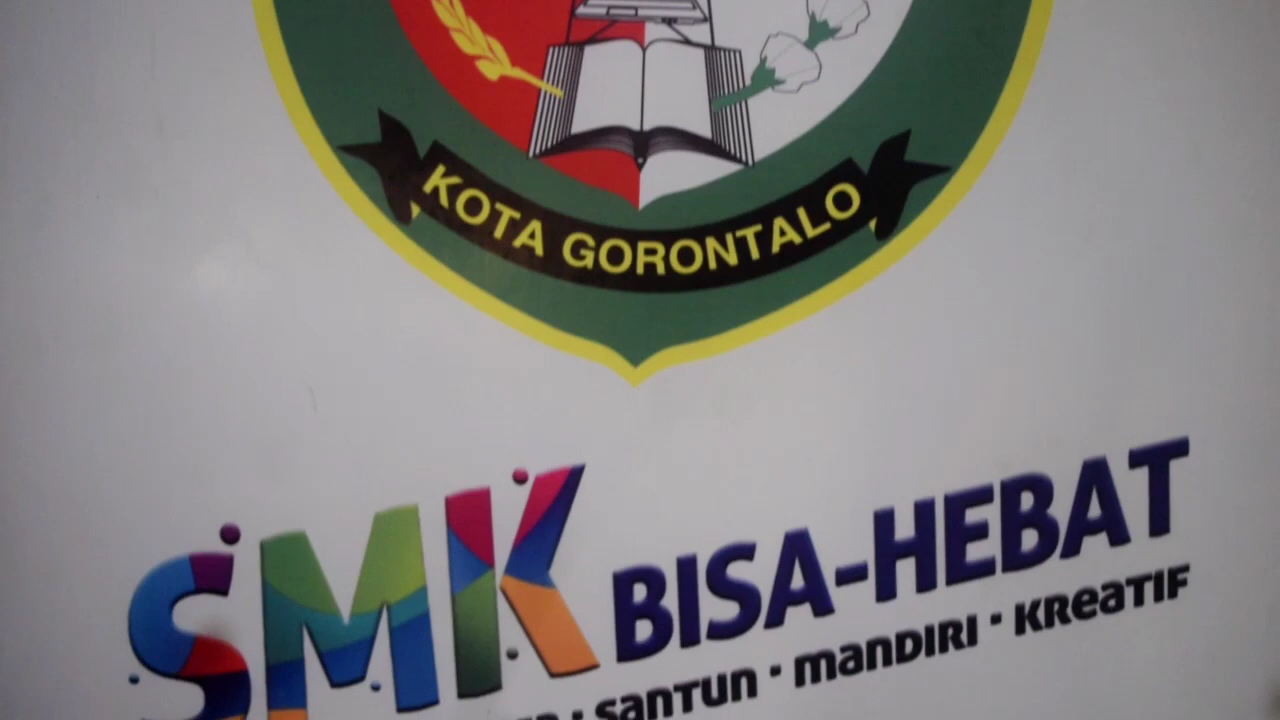 KOTA GORONTALO
SMK BISA-HEBAT
SANTUN · MANDIRI · KREATIF